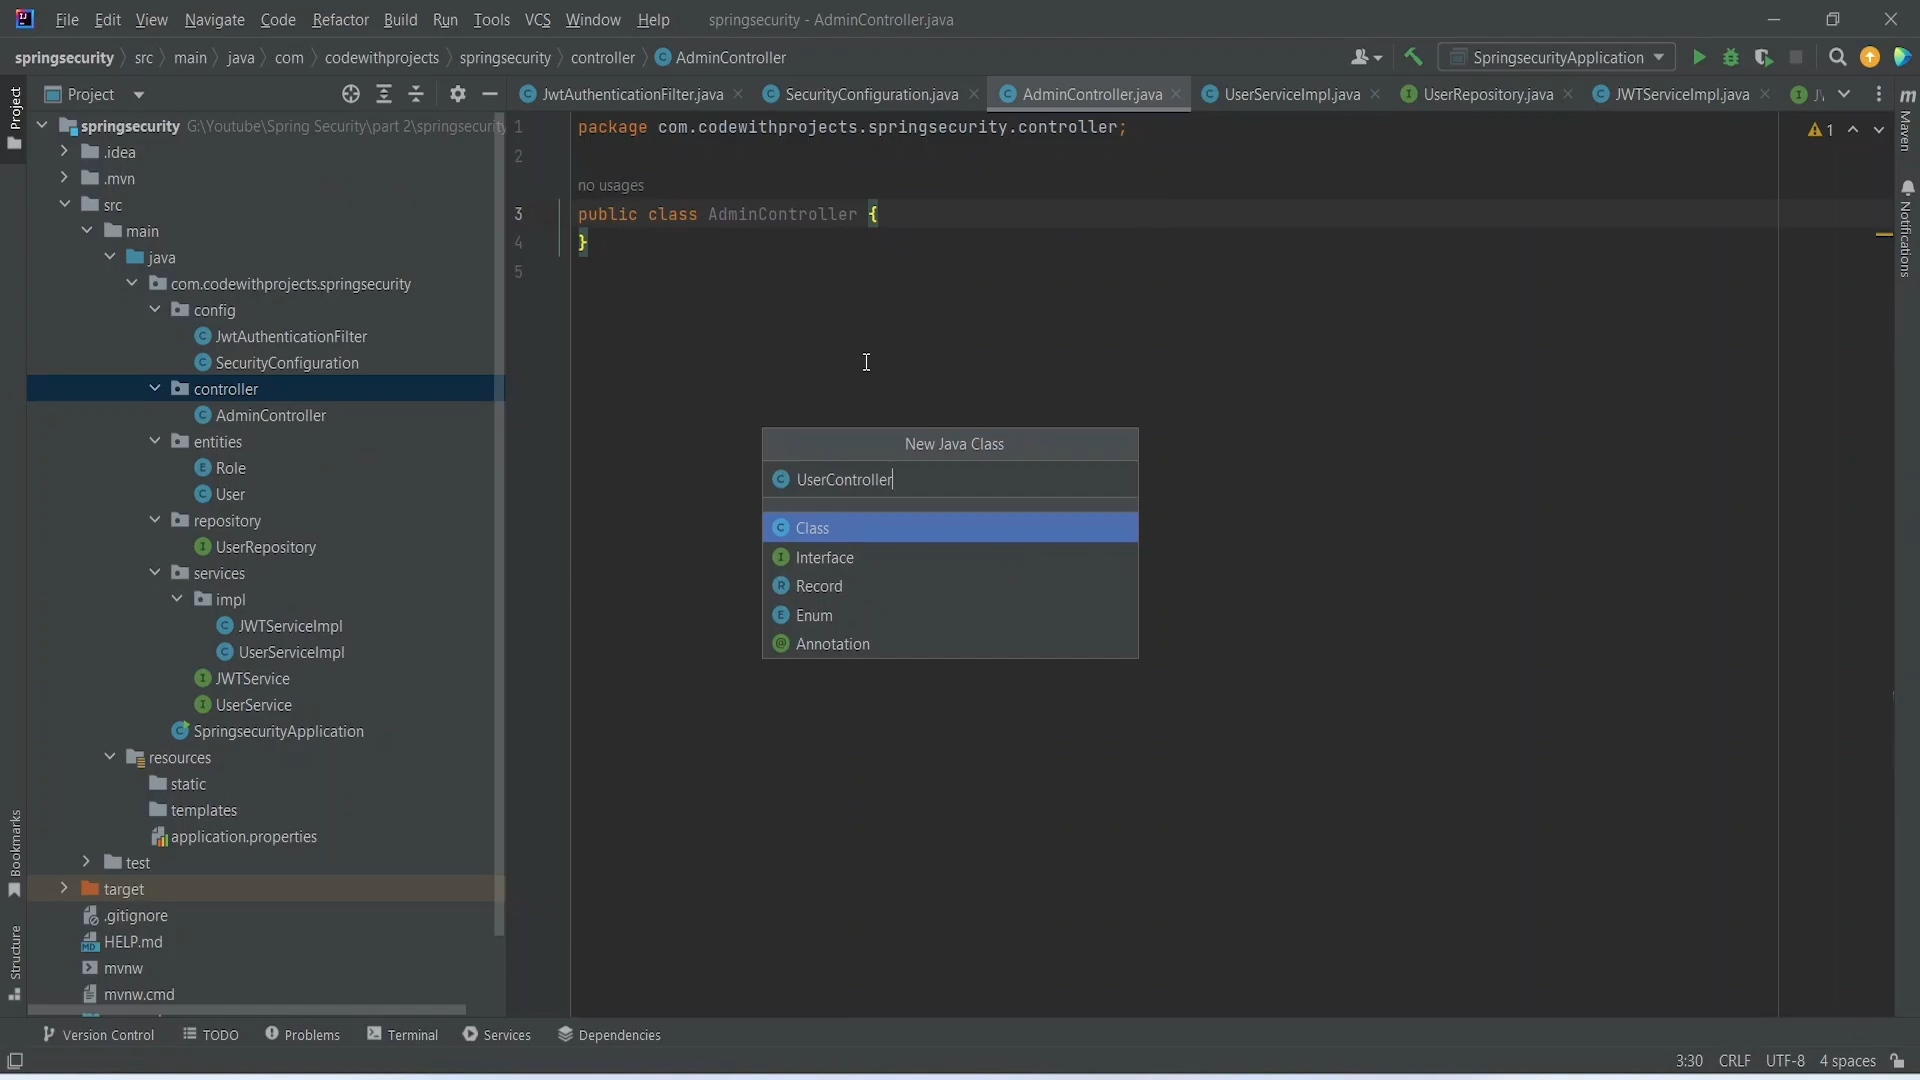 File Edit View Navigate Code Refactor Build Run Tools VCS Window Help springsecurity - AdminController.java
springsecurity src main java com codewithprojects springsecurity controller AdminController SpringsecurityApplication
Project
JwtAuthenticationFilter.java SecurityConfiguration.java AdminController.java UserServiceImpl.java UserRepository.java JWTServiceImpl.java
Project
Bookmarks
Structure
springsecurity G:\Youtube\Spring Security\part 2\springsecurity
.idea
.mvn
src
main
java
com.codewithprojects.springsecurity
config
JwtAuthenticationFilter
SecurityConfiguration
controller
AdminController
entities
Role
User
repository
UserRepository
services
impl
JWTServiceImpl
UserServiceImpl
JWTService
UserService
SpringsecurityApplication
resources
static
templates
application.properties
test
target
.gitignore
HELP.md
mvnw
mvnw.cmd
1 package com.codewithprojects.springsecurity.controller;
2
no usages
3 public class AdminController {
4 }
5
1
New Java Class
UserController
Class
Interface
Record
Enum
Annotation
Maven
Notifications
Version Control TODO Problems Terminal Services Dependencies
3:30 CRLF UTF-8 4 spaces